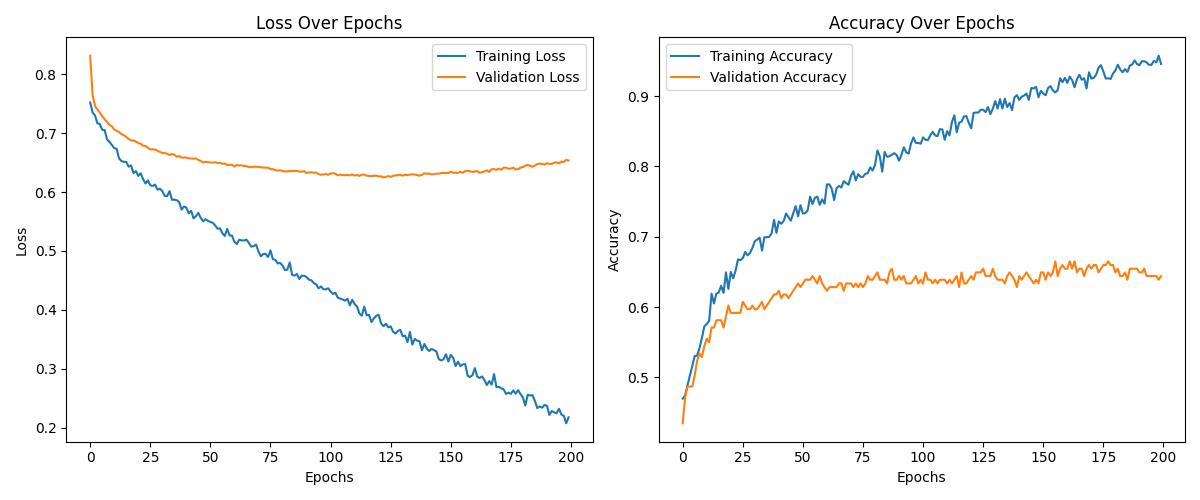 Loss Over Epochs
Training Loss
Validation Loss
Loss
0.8
0.7
0.6
0.5
0.4
0.3
0.2
0 25 50 75 100 125 150 175 200
Epochs
Accuracy Over Epochs
Training Accuracy
Validation Accuracy
Accuracy
0.9
0.8
0.7
0.6
0.5
0 25 50 75 100 125 150 175 200
Epochs